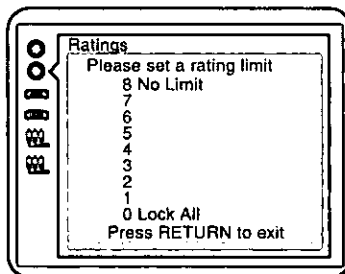 Ratings
Please set a rating limit
8 No Limit
7
6
5
4
3
2
1
0 Lock All
Press RETURN to exit